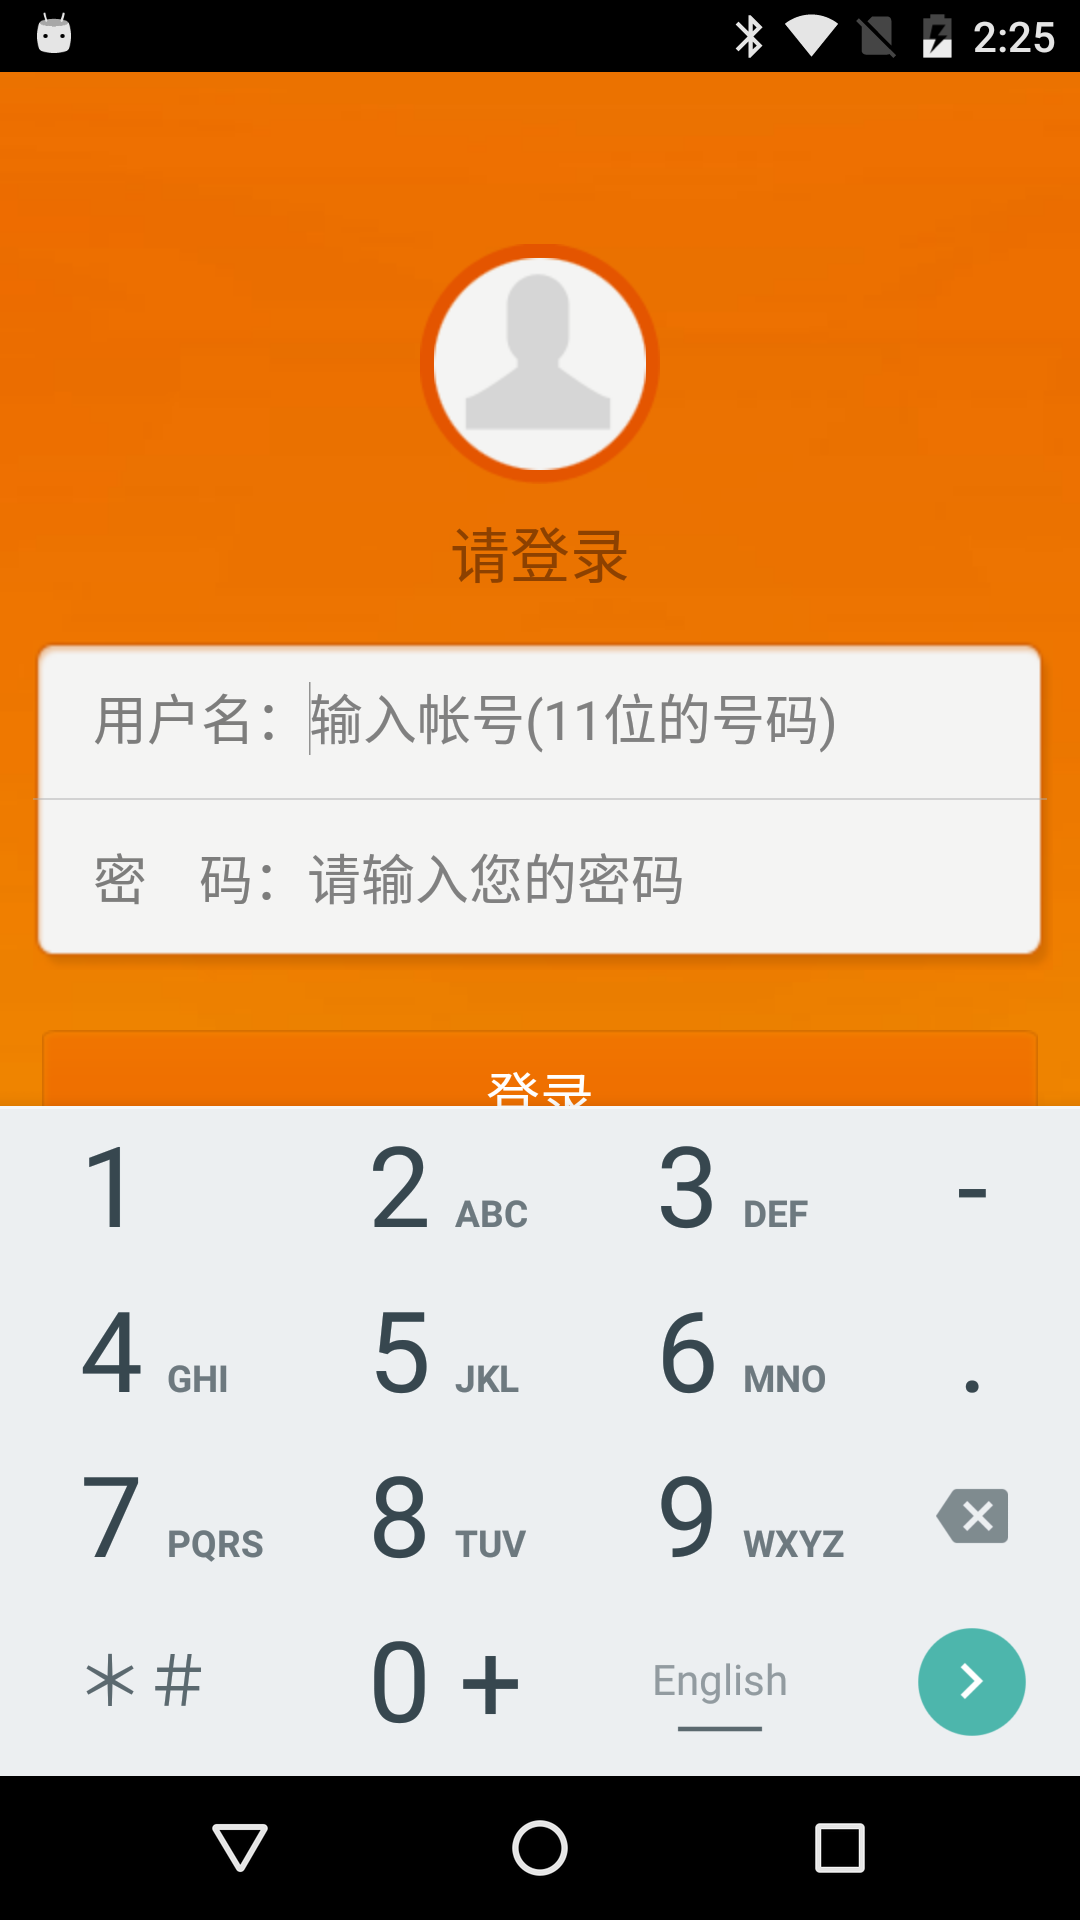 2:25
请登录
用户名：输入帐号(11位的号码)
密 码：请输入您的密码
登录
1 2 ABC 3 DEF -
4 GHI 5 JKL 6 MNO .
7 PQRS 8 TUV 9 WXYZ
*# 0 + English